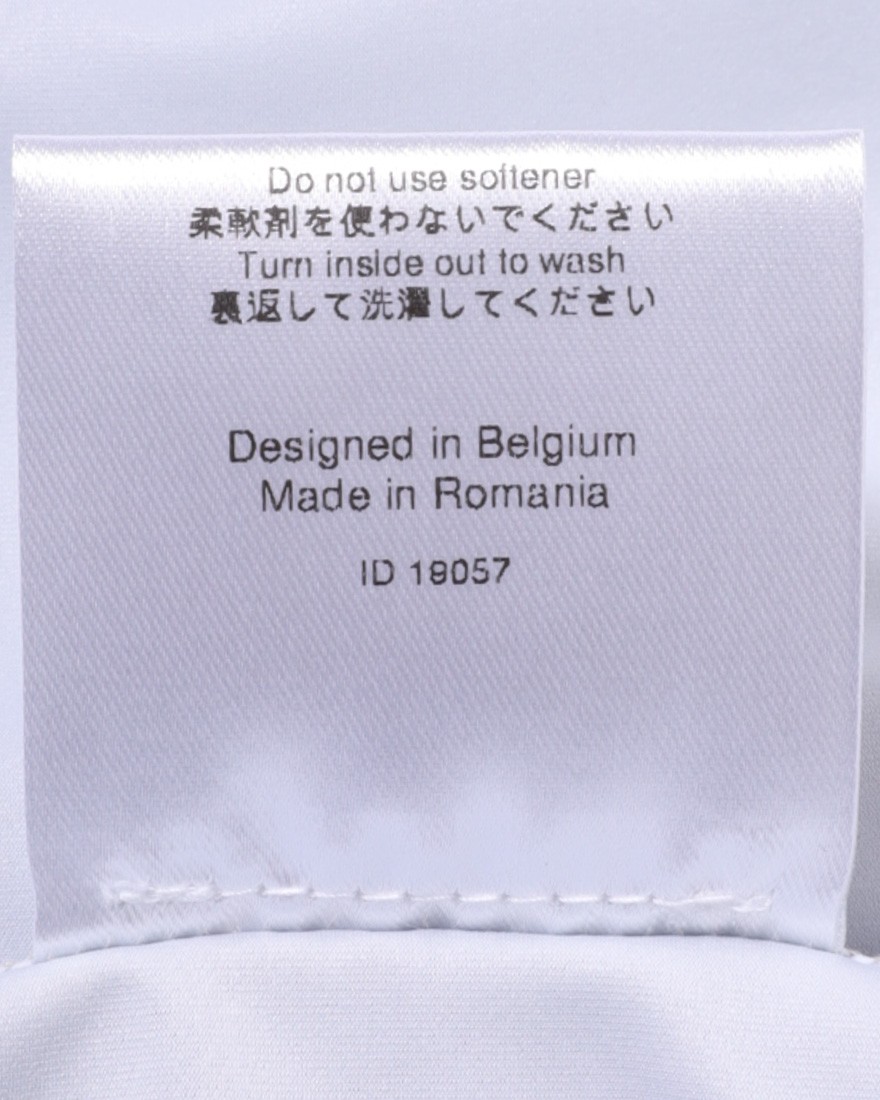 Do not use softener
柔軟剤を使わないでください
Turn inside out to wash
裏返して洗濯してください
Designed in Belgium
Made in Romania
ID 19057